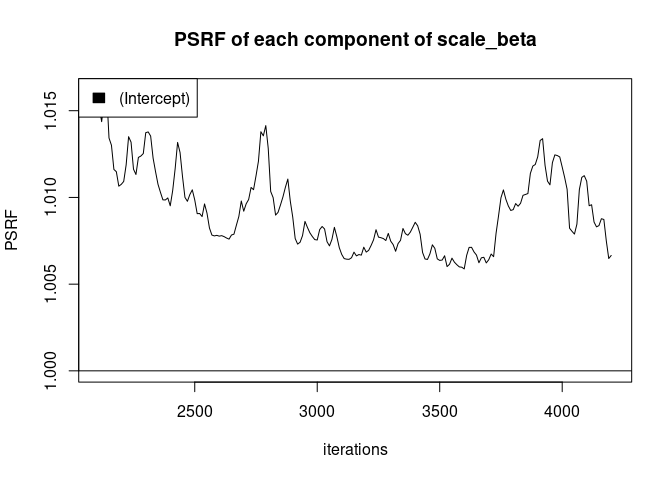 PSRF of each component of scale_beta
(Intercept)
PSRF
1.015
1.010
1.005
1.000
2500 3000 3500 4000
iterations